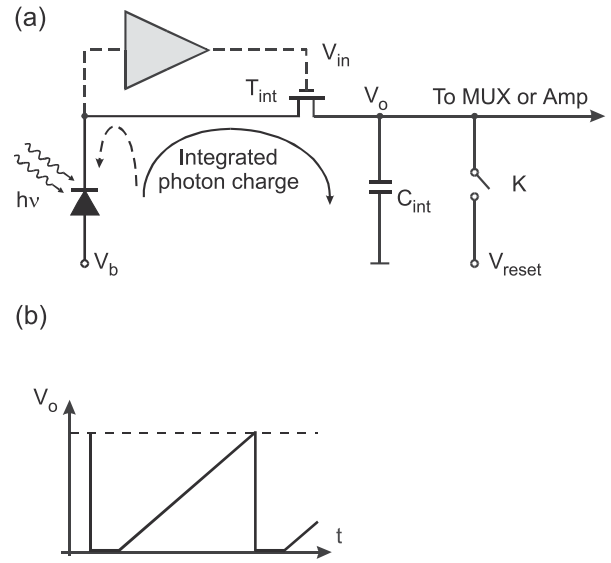 (a)
V_in
T_int
V_o
To MUX or Amp
Integrated
photon charge
hν
C_int
K
V_b
V_reset
(b)
V_o
t